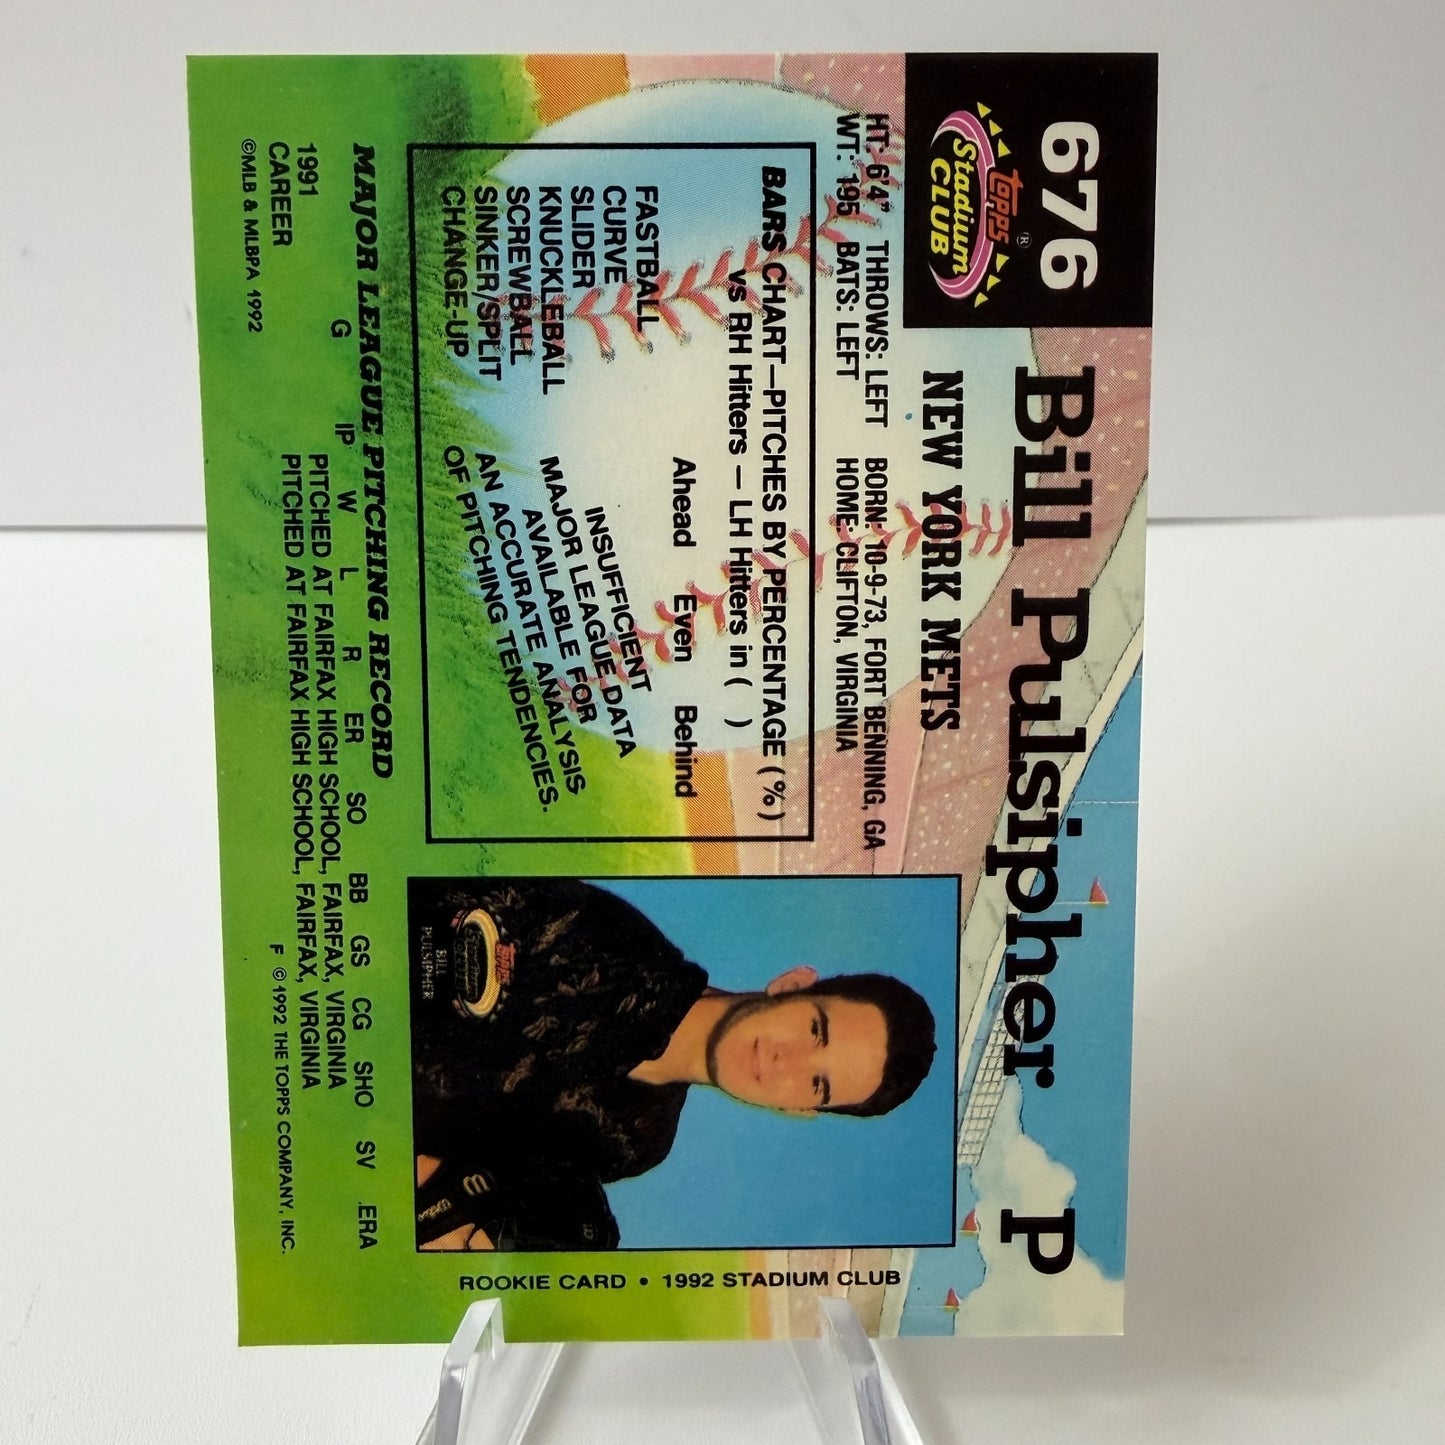 676
Topps
Stadium
CLUB
®
Bill Pulsipher P
NEW YORK METS
HT: 6'4" THROWS: LEFT BORN: 10-9-73, FORT BENNING, GA
WT: 195 BATS: LEFT HOME: CLIFTON, VIRGINIA
BARS CHART—PITCHES BY PERCENTAGE (%)
vs RH Hitters — LH Hitters in ( )
Ahead Even Behind
FASTBALL
CURVE
SLIDER
KNUCKLEBALL
SCREWBALL
SINKER/SPLIT
CHANGE-UP
INSUFFICIENT
MAJOR LEAGUE DATA
AVAILABLE FOR
AN ACCURATE ANALYSIS
OF PITCHING TENDENCIES.
Topps
Stadium
CLUB
BILL
PULSIPHER
MAJOR LEAGUE PITCHING RECORD
G IP W L R ER SO BB GS CG SHO SV ERA
1991 PITCHED AT FAIRFAX HIGH SCHOOL, FAIRFAX, VIRGINIA
CAREER PITCHED AT FAIRFAX HIGH SCHOOL, FAIRFAX, VIRGINIA
©MLB & MLBPA 1992 F ©1992 THE TOPPS COMPANY, INC.
ROOKIE CARD • 1992 STADIUM CLUB